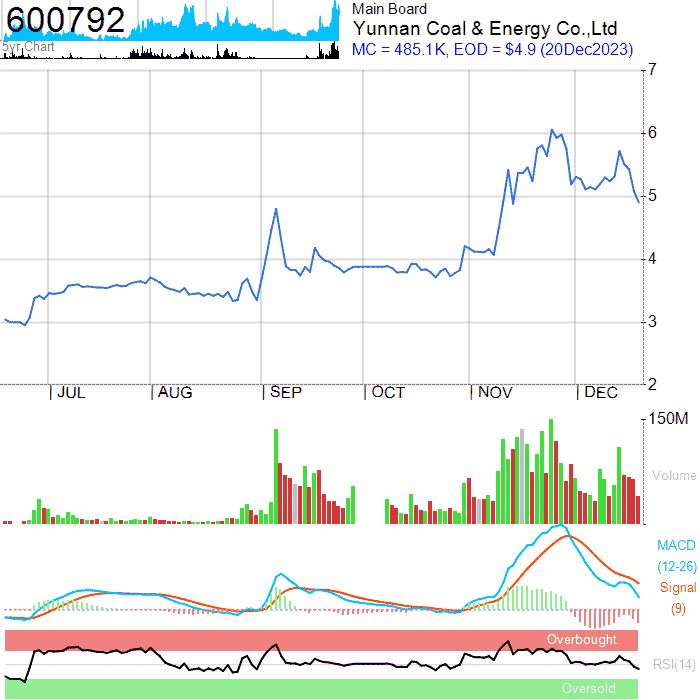 600792
5yr Chart
Main Board
Yunnan Coal & Energy Co.,Ltd
MC = 485.1K, EOD = $4.9 (20Dec2023)
7
6
5
4
3
2
JUL
AUG
SEP
OCT
NOV
DEC
150M
Volume
MACD
(12-26)
Signal
(9)
Overbought
RSI(14)
Oversold